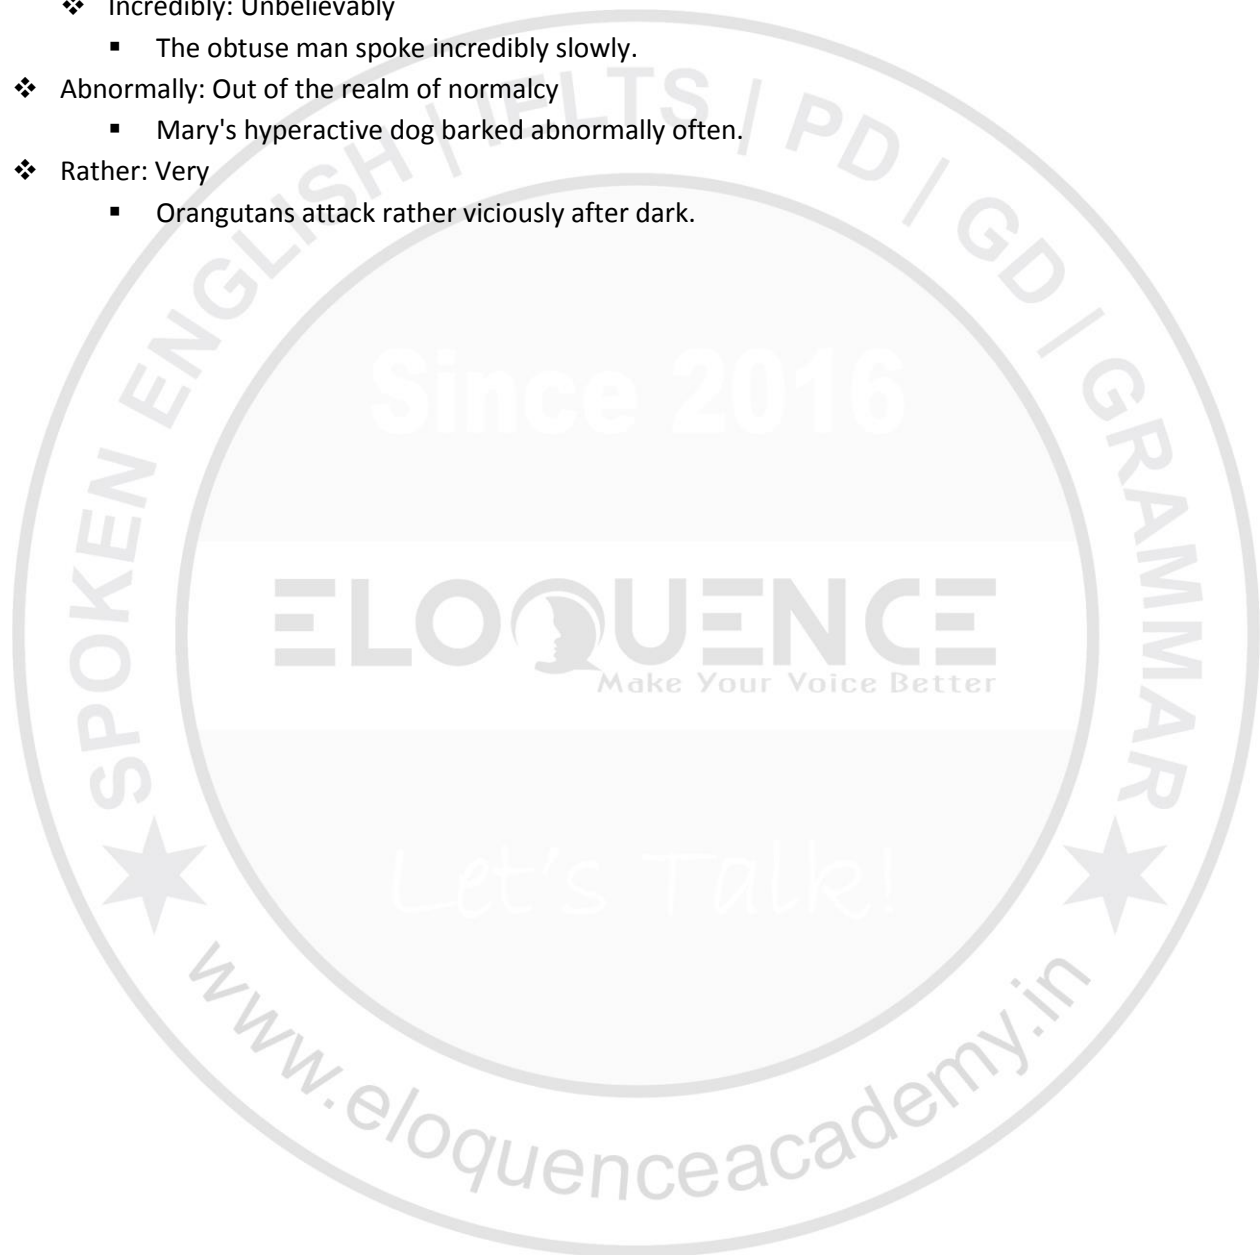 ❖ Incredibly: Unbelievably
▪ The obtuse man spoke incredibly slowly.
❖ Abnormally: Out of the realm of normalcy
▪ Mary's hyperactive dog barked abnormally often.
❖ Rather: Very
▪ Orangutans attack rather viciously after dark.
SPOKEN ENGLISH | IELTS | PD | GD | GRAMMAR
Since 2016
ELOQUENCE
Make Your Voice Better
Let's Talk!
www.eloquenceacademy.in